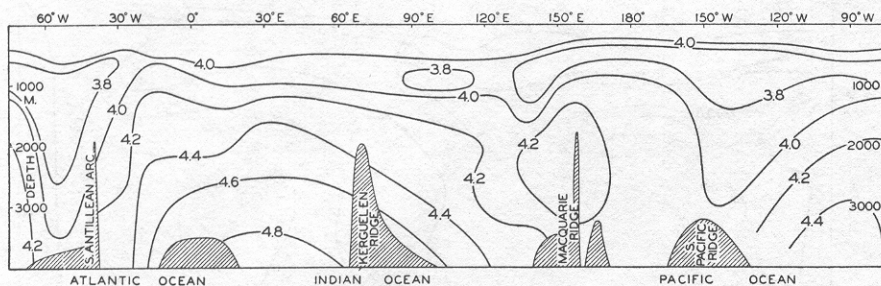 60° W 30° W 0° 30° E 60° E 90° E 120° E 150° E 180° 150° W 120° W 90° W
4.0
4.0
3.8
3.8
3.8
1000
M.
4.0
4.0
1000
4.2
4.2
4.2
4.0
2000
4.4
4.2
4.2
2000
DEPTH
S. ANTILLEAN ARC
4.6
KERGUELEN
RIDGE
MACQUARIE
RIDGE
S.
PACIFIC
RIDGE
3000
4.4
4.4
3000
4.2
4.8
ATLANTIC OCEAN INDIAN OCEAN PACIFIC OCEAN